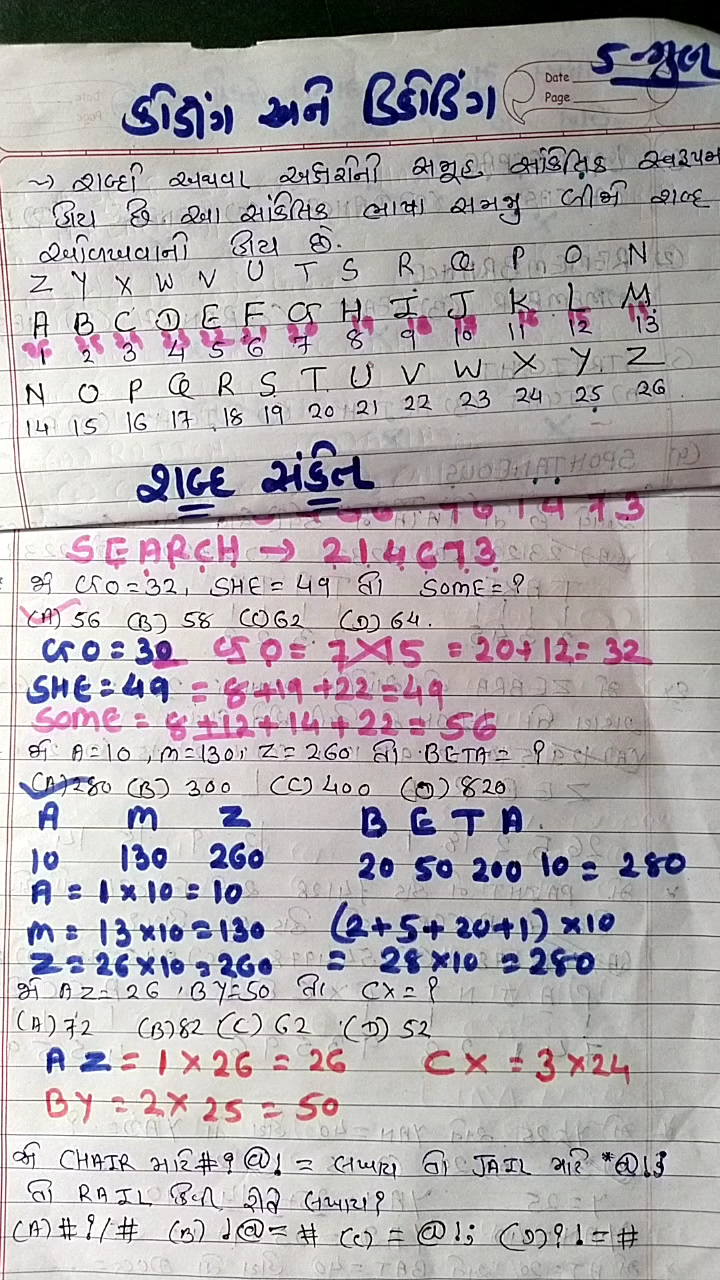 5-ગુણ
Date
Page
કોડીંગ અને ડિકોડિંગ
~> શબ્દો અથવા અક્ષરોની સમૂહ સાંકેતિક સ્વરૂપમ
હોય છે આ સાંકેતિક ભાષા સમજી બીજો શબ્દ
ઓળખવાનો હોય છે.
Z Y X W V U T S R Q P O N
A B C D E F G H I J K L M
1 2 3 4 5 6 7 8 9 10 11 12 13
N O P Q R S T U V W X Y Z
14 15 16 17 18 19 20 21 22 23 24 25 26
શબ્દ સંકેત
SEARCH → 214673
જો GO=32, SHE=49 તો SOME=?
(A) 56 (B) 58 (C) 62 (D) 64.
GO = 32 GO = 7×15 = 20+12= 32
SHE=49 = 8+19+22=49
SOME = 8+12+14+22=56
જો A=10, M=130, Z=260 તો BETA= ?
(A) 280 (B) 300 (C) 400 (D) 820
A M Z B E T A.
10 130 260 20 50 200 10 = 280
A = 1×10=10
M= 13×10=130 (2+5+20+1)×10
Z=26×10=260 = 28×10=280
જો AZ=26, BY=50 તો CX=?
(A) 72 (B) 82 (C) 62 (D) 52
AZ=1×26=26 CX=3×24
BY=2×25=50
જો CHAIR માટે #?@!= લખાય તો JAIL માટે *@!;
તો RAIL કેવી રીતે લખાય?
(A) #?/# (B) !@=# (C) =@!; (D) ?!=#